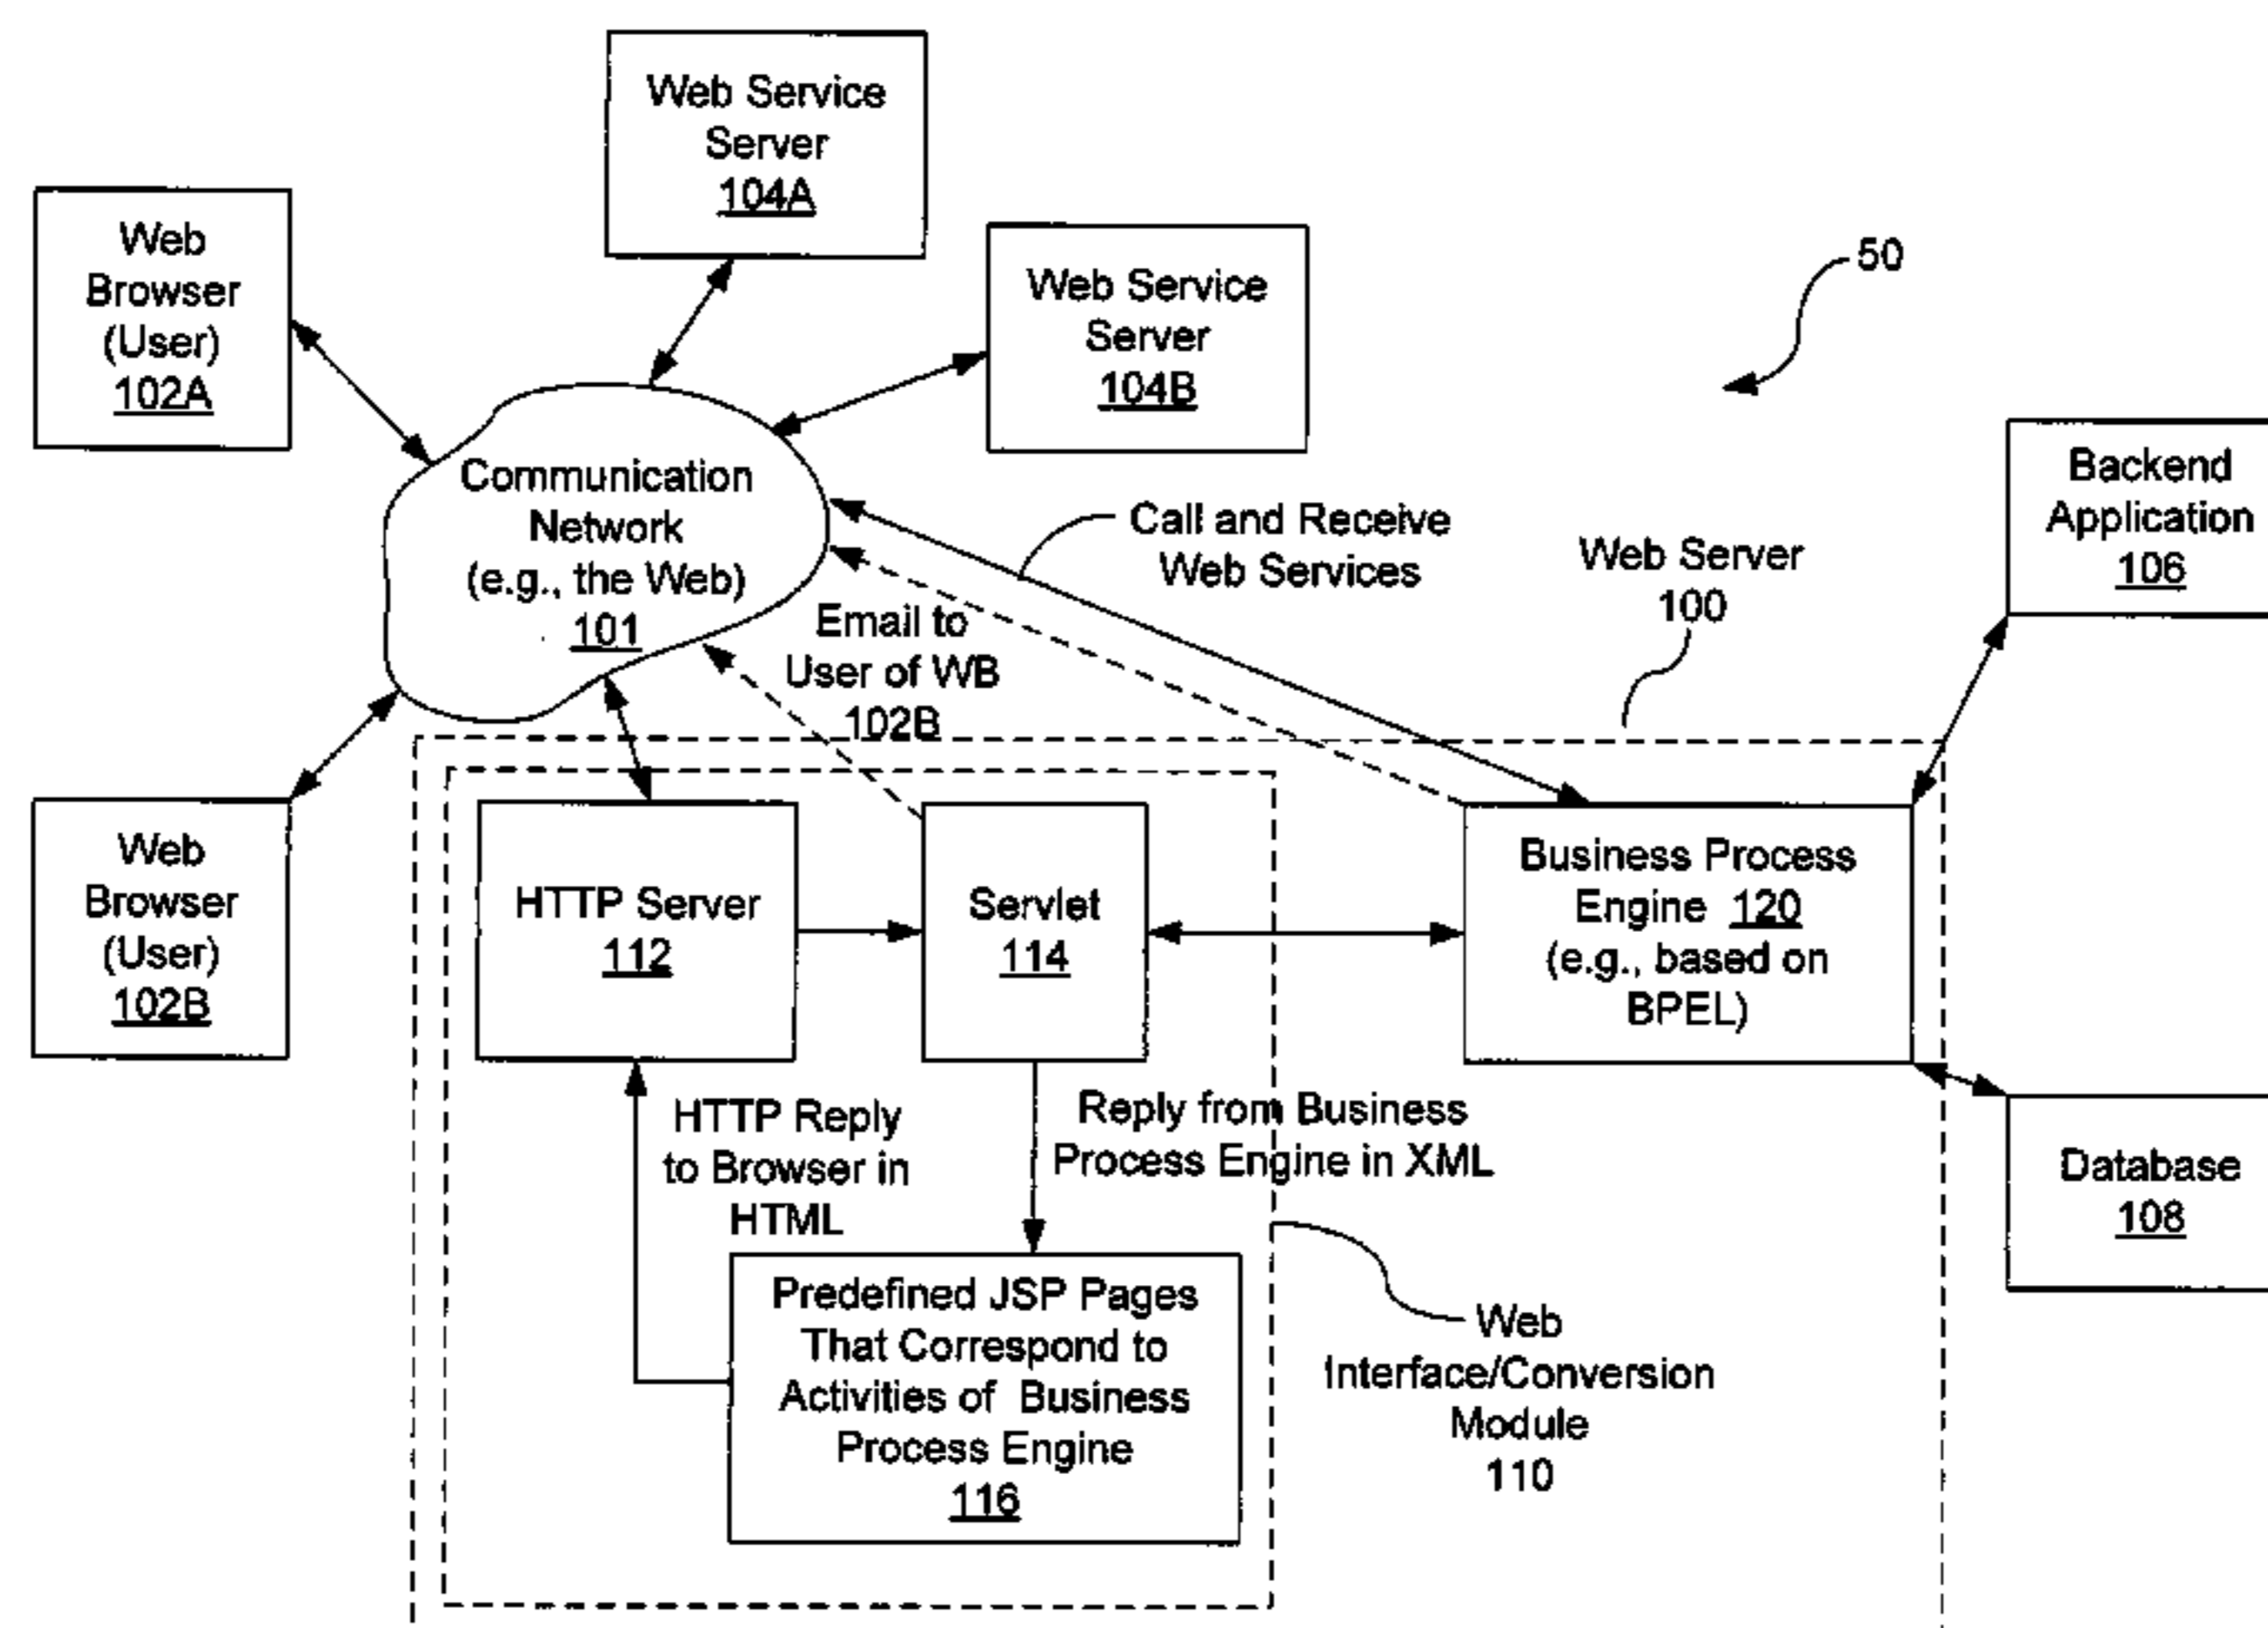 Web Service
Server
104A
Web
Browser
(User)
102A
Web Service
Server
104B
50
Communication
Network
(e.g., the Web)
101
Call and Receive
Web Services
Web Server
100
Backend
Application
106
Email to
User of WB
102B
Web
Browser
(User)
102B
HTTP Server
112
Servlet
114
Business Process
Engine 120
(e.g., based on
BPEL)
HTTP Reply
to Browser in
HTML
Reply from Business
Process Engine in XML
Database
108
Predefined JSP Pages
That Correspond to
Activities of Business
Process Engine
116
Web
Interface/Conversion
Module
110